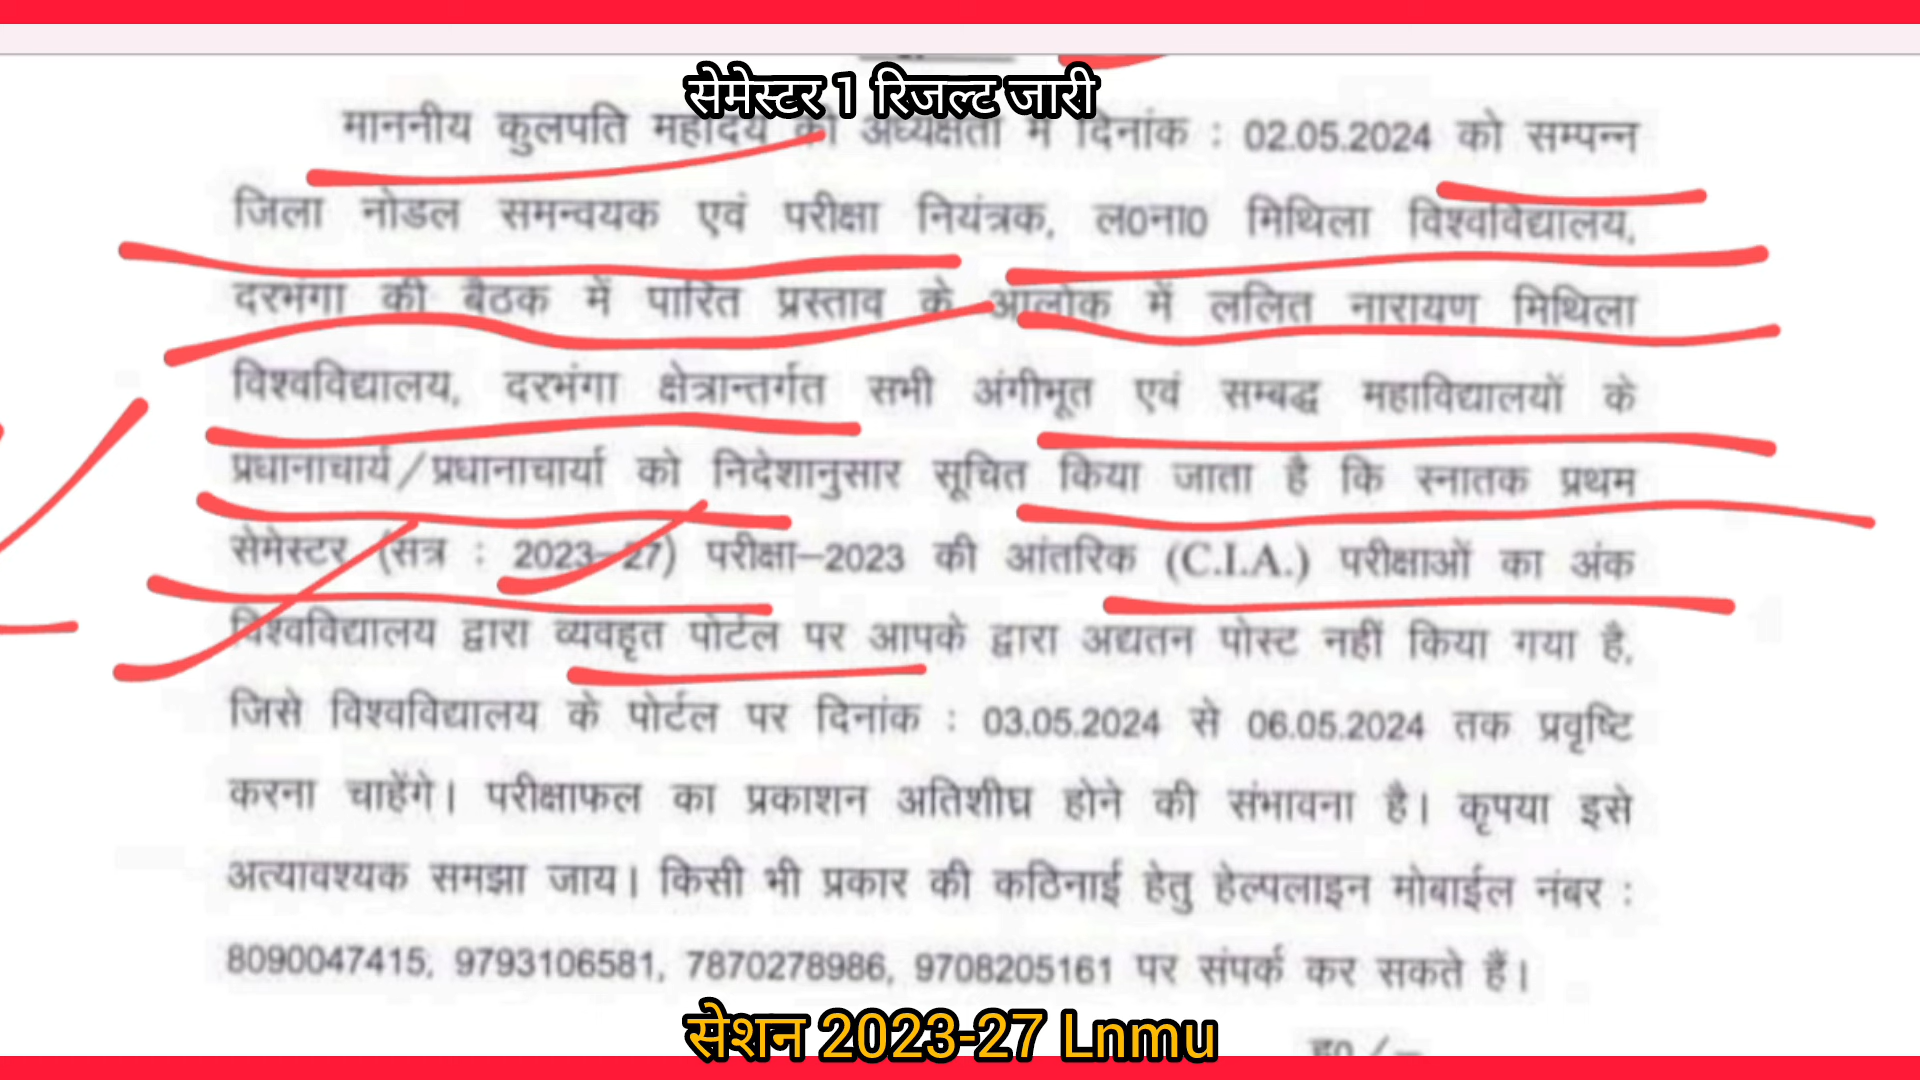 सेमेस्टर 1 रिजल्ट जारी
माननीय कुलपति महोदय की अध्यक्षता में दिनांक : 02.05.2024 को सम्पन्न
जिला नोडल समन्वयक एवं परीक्षा नियंत्रक, ल0ना0 मिथिला विश्वविद्यालय,
दरभंगा की बैठक में पारित प्रस्ताव के आलोक में ललित नारायण मिथिला
विश्वविद्यालय, दरभंगा क्षेत्रान्तर्गत सभी अंगीभूत एवं सम्बद्ध महाविद्यालयों के
प्रधानाचार्य/प्रधानाचार्या को निदेशानुसार सूचित किया जाता है कि स्नातक प्रथम
सेमेस्टर (सत्र : 2023–27) परीक्षा–2023 की आंतरिक (C.I.A.) परीक्षाओं का अंक
विश्वविद्यालय द्वारा व्यवहृत पोर्टल पर आपके द्वारा अद्यतन पोस्ट नहीं किया गया है,
जिसे विश्वविद्यालय के पोर्टल पर दिनांक : 03.05.2024 से 06.05.2024 तक प्रवृष्टि
करना चाहेंगे। परीक्षाफल का प्रकाशन अतिशीघ्र होने की संभावना है। कृपया इसे
अत्यावश्यक समझा जाय। किसी भी प्रकार की कठिनाई हेतु हेल्पलाइन मोबाईल नंबर :
8090047415, 9793106581, 7870278986, 9708205161 पर संपर्क कर सकते हैं।
सेशन 2023-27 Lnmu